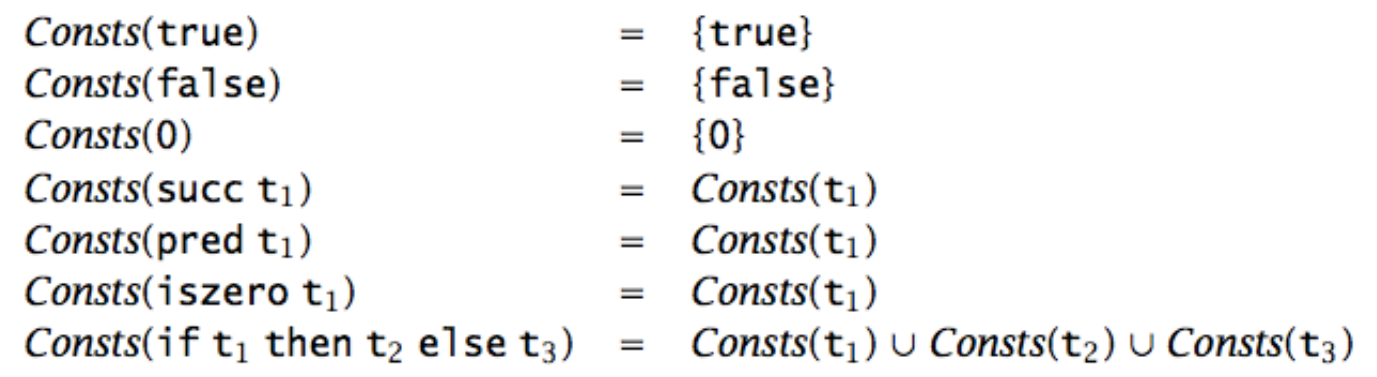 Consts(true) = {true}
Consts(false) = {false}
Consts(0) = {0}
Consts(succ t₁) = Consts(t₁)
Consts(pred t₁) = Consts(t₁)
Consts(iszero t₁) = Consts(t₁)
Consts(if t₁ then t₂ else t₃) = Consts(t₁) ∪ Consts(t₂) ∪ Consts(t₃)